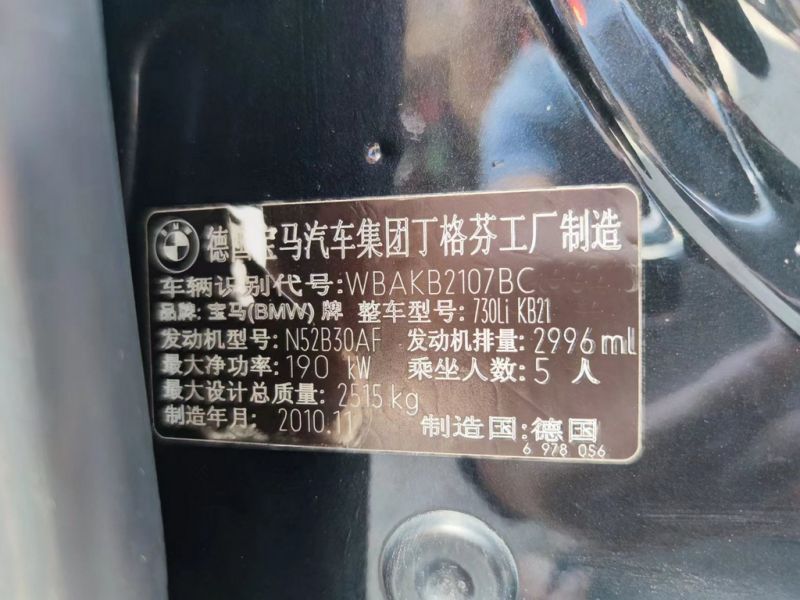 德国宝马汽车集团丁格芬工厂制造
车辆识别代号:WBAKB2107BC
品牌: 宝马(BMW) 牌 整车型号: 730Li KB21
发动机型号: N52B30AF 发动机排量: 2996 ml
最大净功率: 190 kW 乘坐人数: 5 人
最大设计总质量: 2515 kg
制造年月: 2010.11 制造国: 德国
6 978 056